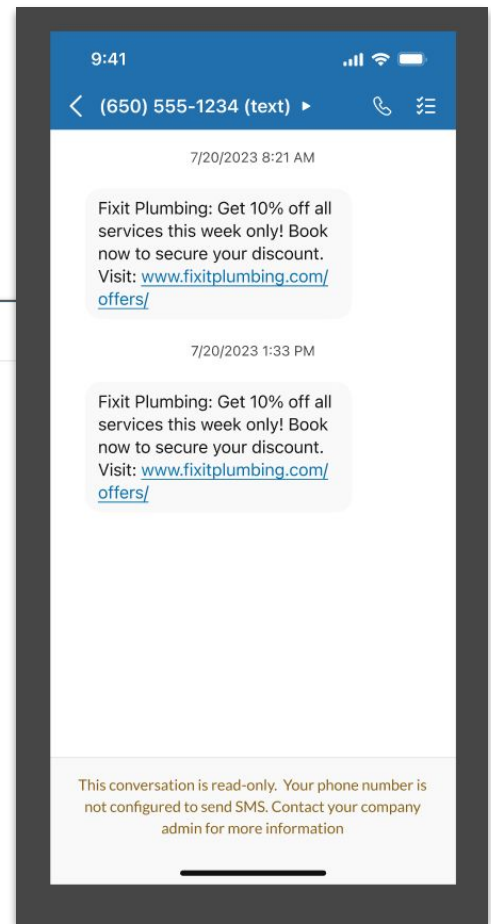 9:41
(650) 555-1234 (text)
7/20/2023 8:21 AM
Fixit Plumbing: Get 10% off all
services this week only! Book
now to secure your discount.
Visit: www.fixitplumbing.com/
offers/
7/20/2023 1:33 PM
Fixit Plumbing: Get 10% off all
services this week only! Book
now to secure your discount.
Visit: www.fixitplumbing.com/
offers/
This conversation is read-only. Your phone number is
not configured to send SMS. Contact your company
admin for more information